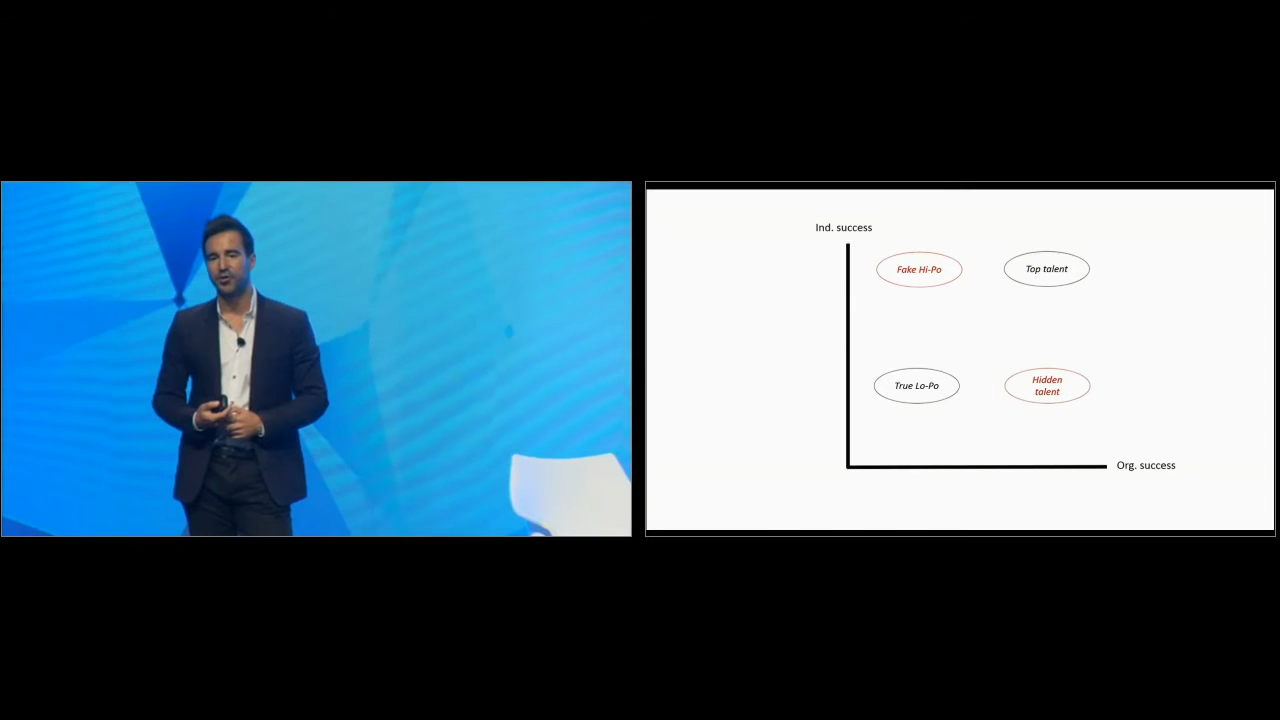 Ind. success
Fake Hi-Po
Top talent
True Lo-Po
Hidden
talent
Org. success